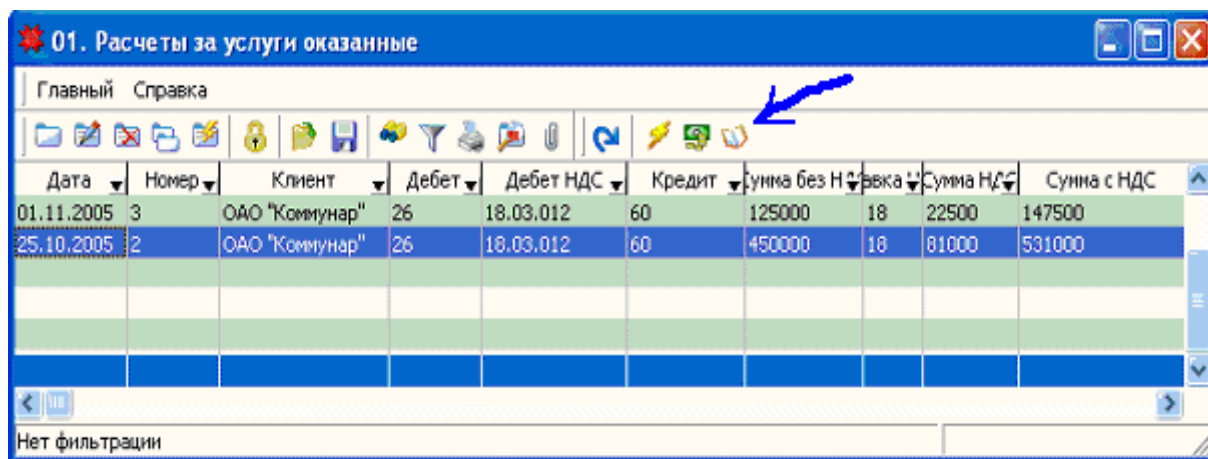 01. Расчеты за услуги оказанные
Главный Справка
Дата Номер Клиент Дебет Дебет НДС Кредит Сумма без Н авка Сумма НДС Сумма с НДС
01.11.2005 3 ОАО "Коммунар" 26 18.03.012 60 125000 18 22500 147500
25.10.2005 2 ОАО "Коммунар" 26 18.03.012 60 450000 18 81000 531000
Нет фильтрации